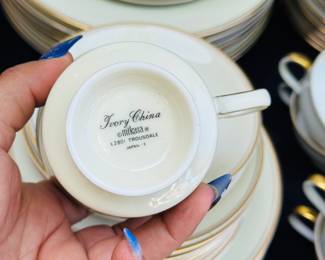 Ivory China
© mikasa ®
L2801 TROUSDALE
JAPAN - E